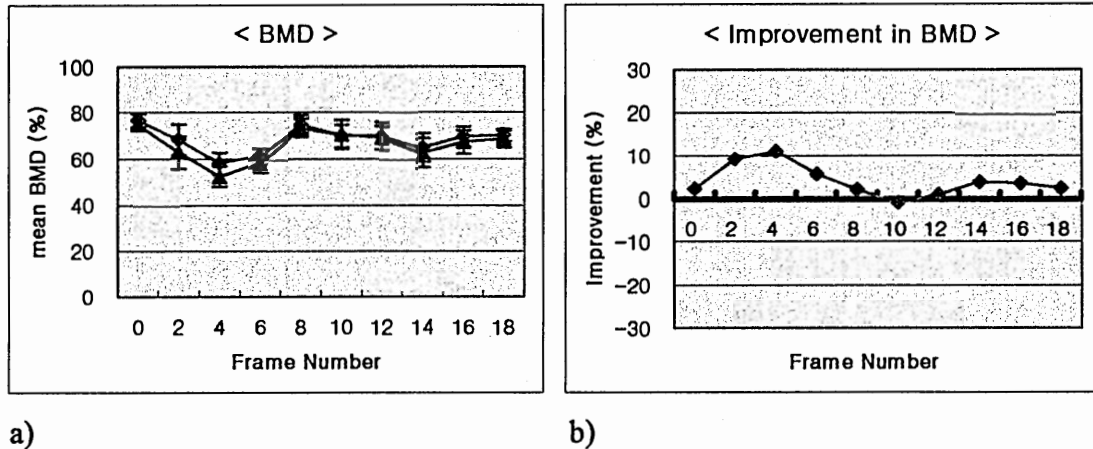 < BMD >
100
80
60
40
20
0
mean BMD (%)
0 2 4 6 8 10 12 14 16 18
Frame Number
a)
< Improvement in BMD >
30
20
10
0
−10
−20
−30
Improvement (%)
0 2 4 6 8 10 12 14 16 18
Frame Number
b)